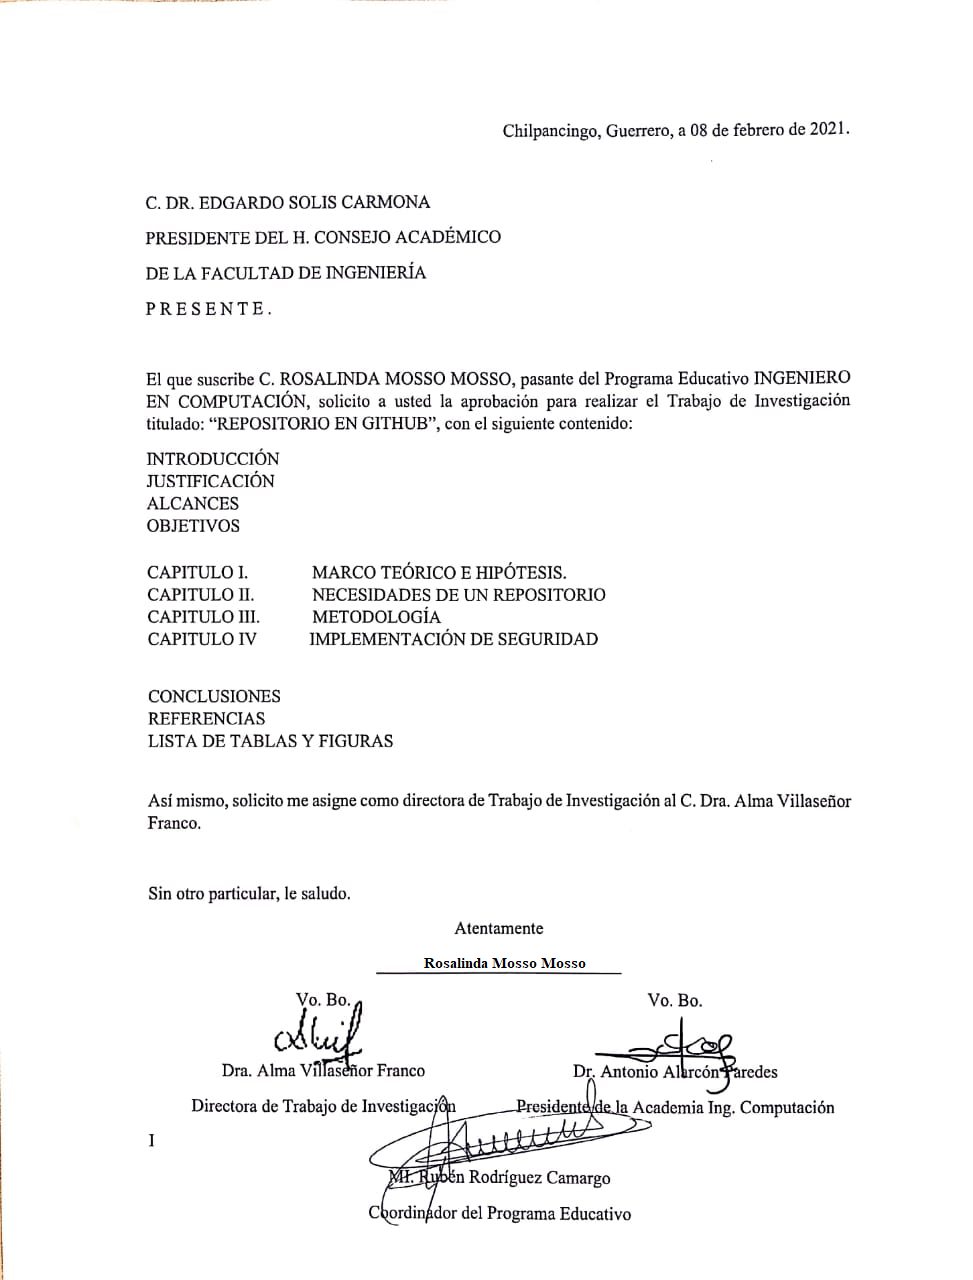 Chilpancingo, Guerrero, a 08 de febrero de 2021.
C. DR. EDGARDO SOLIS CARMONA
PRESIDENTE DEL H. CONSEJO ACADÉMICO
DE LA FACULTAD DE INGENIERÍA
P R E S E N T E .
El que suscribe C. ROSALINDA MOSSO MOSSO, pasante del Programa Educativo INGENIERO
EN COMPUTACIÓN, solicito a usted la aprobación para realizar el Trabajo de Investigación
titulado: “REPOSITORIO EN GITHUB”, con el siguiente contenido:
INTRODUCCIÓN
JUSTIFICACIÓN
ALCANCES
OBJETIVOS
CAPITULO I. MARCO TEÓRICO E HIPÓTESIS.
CAPITULO II. NECESIDADES DE UN REPOSITORIO
CAPITULO III. METODOLOGÍA
CAPITULO IV IMPLEMENTACIÓN DE SEGURIDAD
CONCLUSIONES
REFERENCIAS
LISTA DE TABLAS Y FIGURAS
Así mismo, solicito me asigne como directora de Trabajo de Investigación al C. Dra. Alma Villaseñor
Franco.
Sin otro particular, le saludo.
Atentamente
Rosalinda Mosso Mosso
Vo. Bo. Vo. Bo.
Dra. Alma Villaseñor Franco Dr. Antonio Alarcón Paredes
Directora de Trabajo de Investigación Presidente de la Academia Ing. Computación
I
MI. Rubén Rodríguez Camargo
Coordinador del Programa Educativo